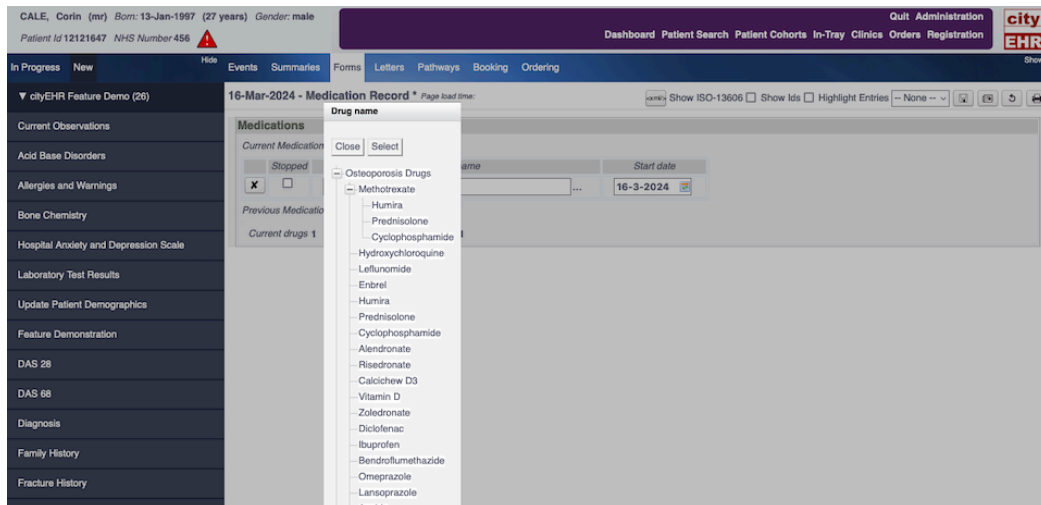 CALE, Corin (mr) Born: 13-Jan-1997 (27 years) Gender: male
Patient Id 12121647 NHS Number 456
Quit Administration
Dashboard Patient Search Patient Cohorts In-Tray Clinics Orders Registration
city
EHR
In Progress New Hide
Events Summaries Forms Letters Pathways Booking Ordering
Show
▼ cityEHR Feature Demo (26)
Current Observations
Acid Base Disorders
Allergies and Warnings
Bone Chemistry
Hospital Anxiety and Depression Scale
Laboratory Test Results
Update Patient Demographics
Feature Demonstration
DAS 28
DAS 68
Diagnosis
Family History
Fracture History
16-Mar-2024 - Medication Record * Page load time:
Show ISO-13606 Show Ids Highlight Entries -- None --
Medications
Current Medication
Stopped ame Start date
X ... 16-3-2024
Previous Medicatio
Current drugs 1
Drug name
Close Select
Osteoporosis Drugs
Methotrexate
Humira
Prednisolone
Cyclophosphamide
Hydroxychloroquine
Leflunomide
Enbrel
Humira
Prednisolone
Cyclophosphamide
Alendronate
Risedronate
Calcichew D3
Vitamin D
Zoledronate
Diclofenac
Ibuprofen
Bendroflumethazide
Omeprazole
Lansoprazole